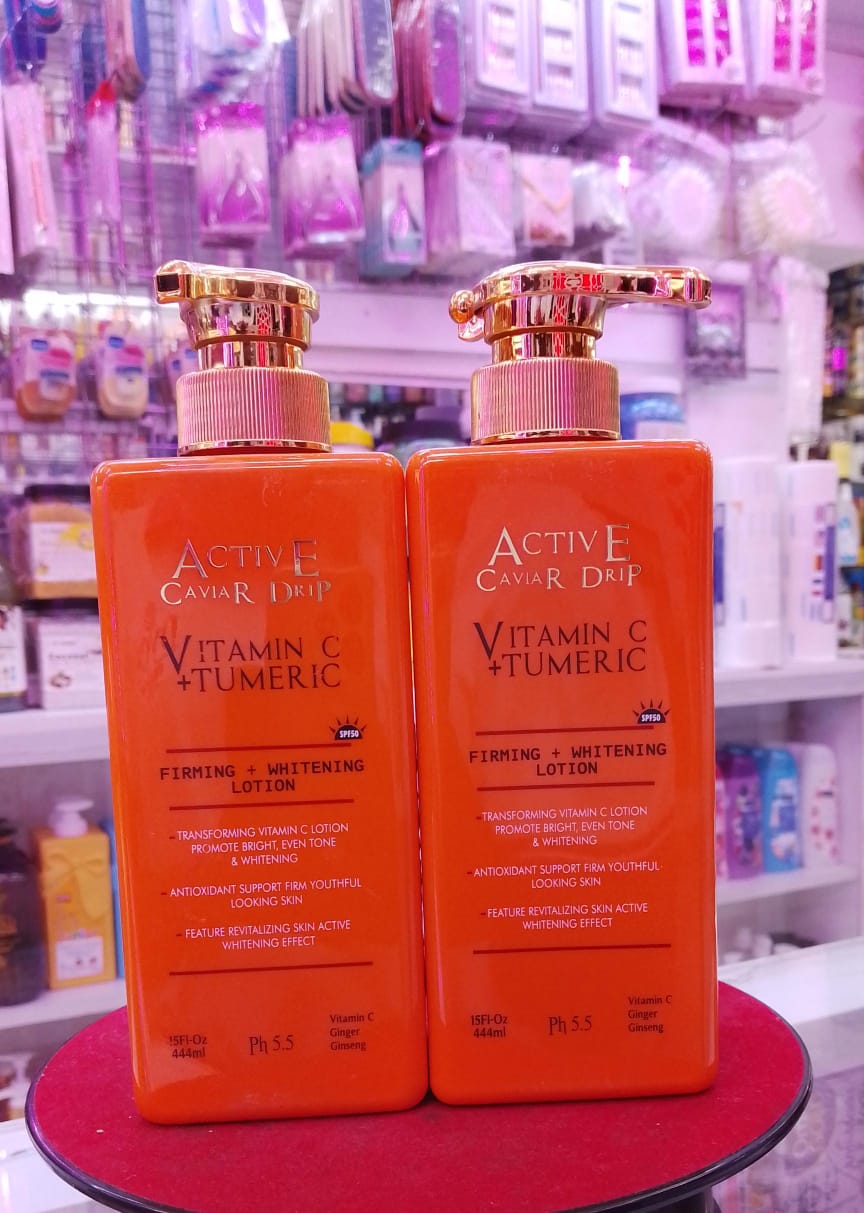 ACTIVE
CAVIAR DRIP
VITAMIN C
+TUMERIC
SPF50
FIRMING + WHITENING
LOTION
-TRANSFORMING VITAMIN C LOTION
PROMOTE BRIGHT, EVEN TONE
& WHITENING
-ANTIOXIDANT SUPPORT FIRM YOUTHFUL
LOOKING SKIN
-FEATURE REVITALIZING SKIN ACTIVE
WHITENING EFFECT
15Fl-Oz
444ml
Ph 5.5
Vitamin C
Ginger
Ginseng
ACTIVE
CAVIAR DRIP
VITAMIN C
+TUMERIC
SPF50
FIRMING + WHITENING
LOTION
-TRANSFORMING VITAMIN C LOTION
PROMOTE BRIGHT, EVEN TONE
& WHITENING
-ANTIOXIDANT SUPPORT FIRM YOUTHFUL-
LOOKING SKIN
-FEATURE REVITALIZING SKIN ACTIVE
WHITENING EFFECT
15Fl-Oz
444ml
Ph 5.5
Vitamin C
Ginger
Ginseng